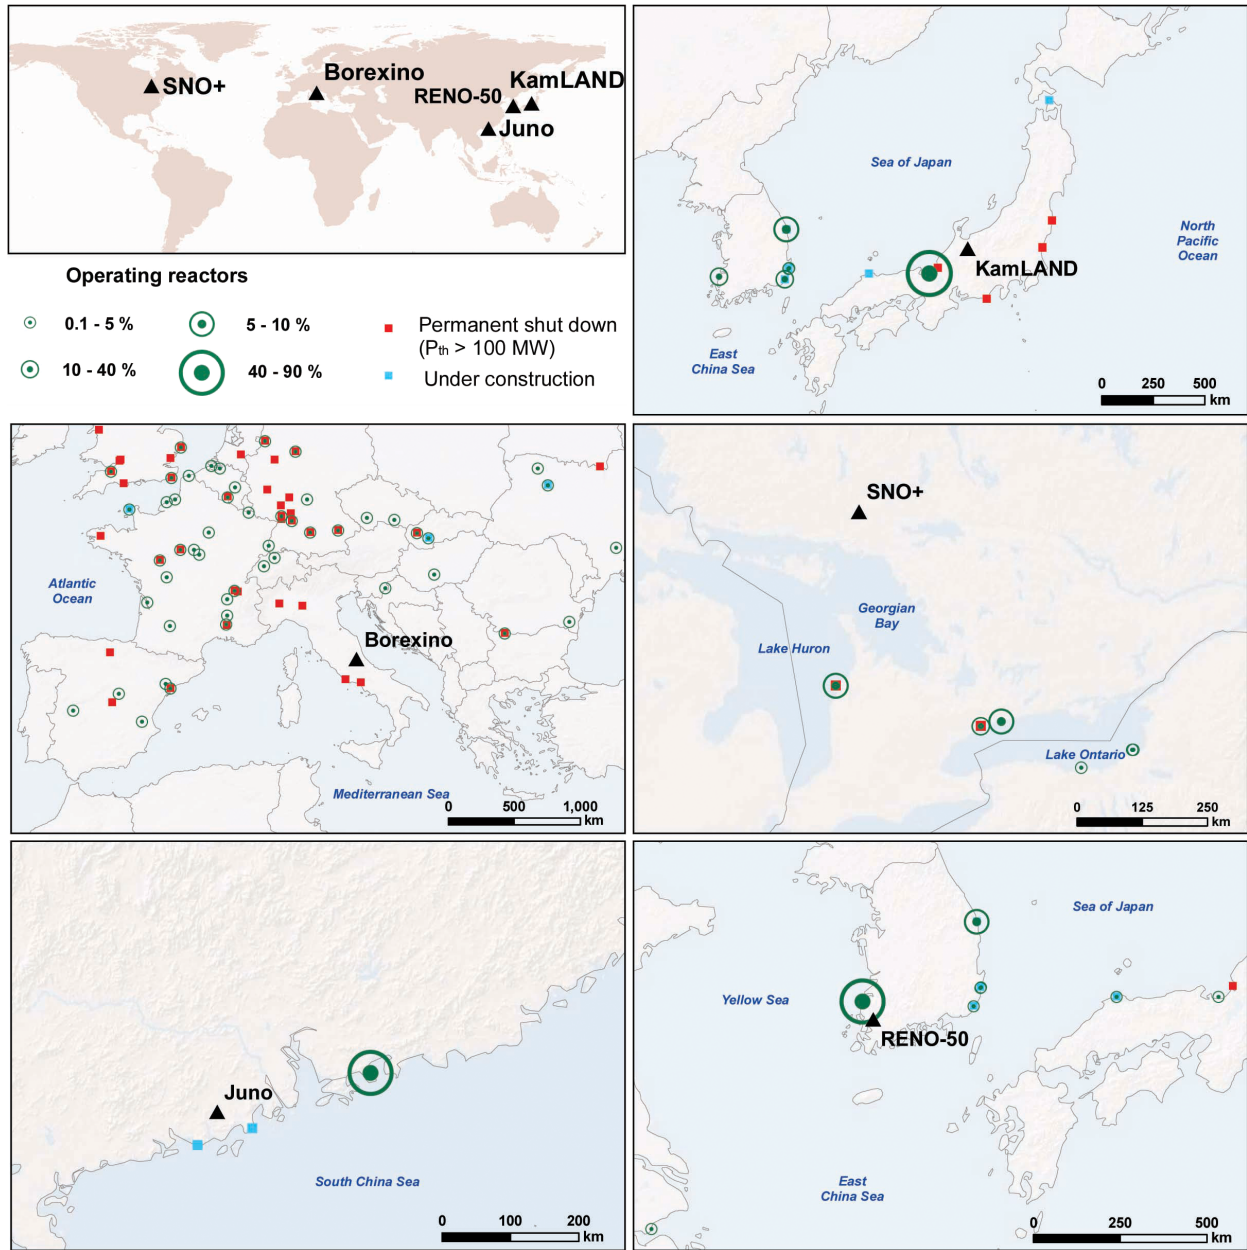 SNO+
Borexino
KamLAND
RENO-50
Juno
Operating reactors
0.1 - 5 %
5 - 10 %
10 - 40 %
40 - 90 %
Permanent shut down
(Pth > 100 MW)
Under construction
Sea of Japan
North
Pacific
Ocean
KamLAND
East
China Sea
0 250 500
km
Atlantic
Ocean
Borexino
Mediterranean Sea
0 500 1,000
km
SNO+
Georgian
Bay
Lake Huron
Lake Ontario
0 125 250
km
Juno
South China Sea
0 100 200
km
Sea of Japan
Yellow Sea
RENO-50
East
China Sea
0 250 500
km